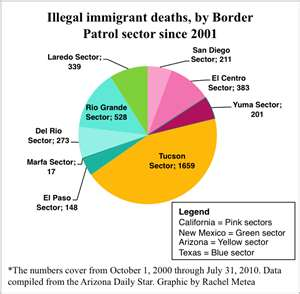 Illegal immigrant deaths, by Border
Patrol sector since 2001
Laredo Sector;
339
San Diego
Sector; 211
El Centro
Sector; 383
Rio Grande
Sector; 528
Yuma Sector;
201
Del Rio
Sector; 273
Tucson
Sector; 1659
Marfa Sector;
17
El Paso
Sector; 148
Legend
California = Pink sectors
New Mexico = Green sector
Arizona = Yellow sector
Texas = Blue sector
*The numbers cover from October 1, 2000 through July 31, 2010. Data
compiled from the Arizona Daily Star. Graphic by Rachel Metea